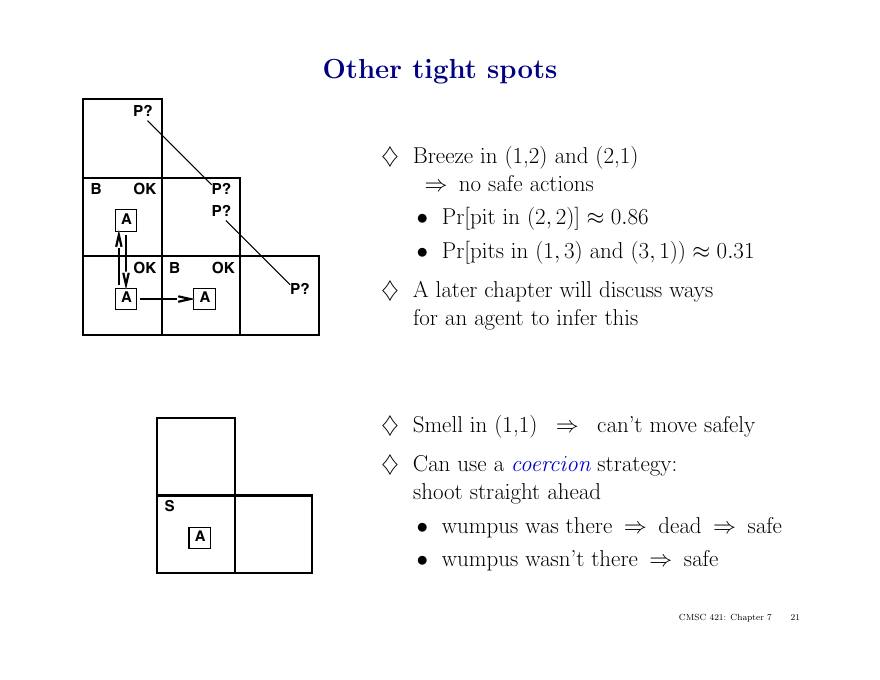 Other tight spots
P?
B OK P?
P?
A
OK B OK
P?
A A
♢ Breeze in (1,2) and (2,1)
⇒ no safe actions
• Pr[pit in (2, 2)] ≈ 0.86
• Pr[pits in (1, 3) and (3, 1)) ≈ 0.31
♢ A later chapter will discuss ways
for an agent to infer this
S
A
♢ Smell in (1,1) ⇒ can't move safely
♢ Can use a coercion strategy:
shoot straight ahead
• wumpus was there ⇒ dead ⇒ safe
• wumpus wasn't there ⇒ safe
CMSC 421: Chapter 7 21